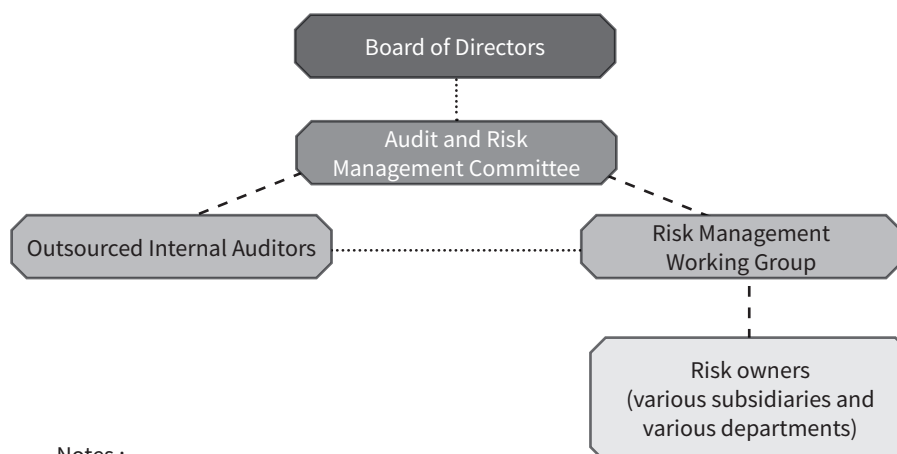 Board of Directors
Audit and Risk
Management Committee
Outsourced Internal Auditors
Risk Management
Working Group
Risk owners
(various subsidiaries and
various departments)
Notes :